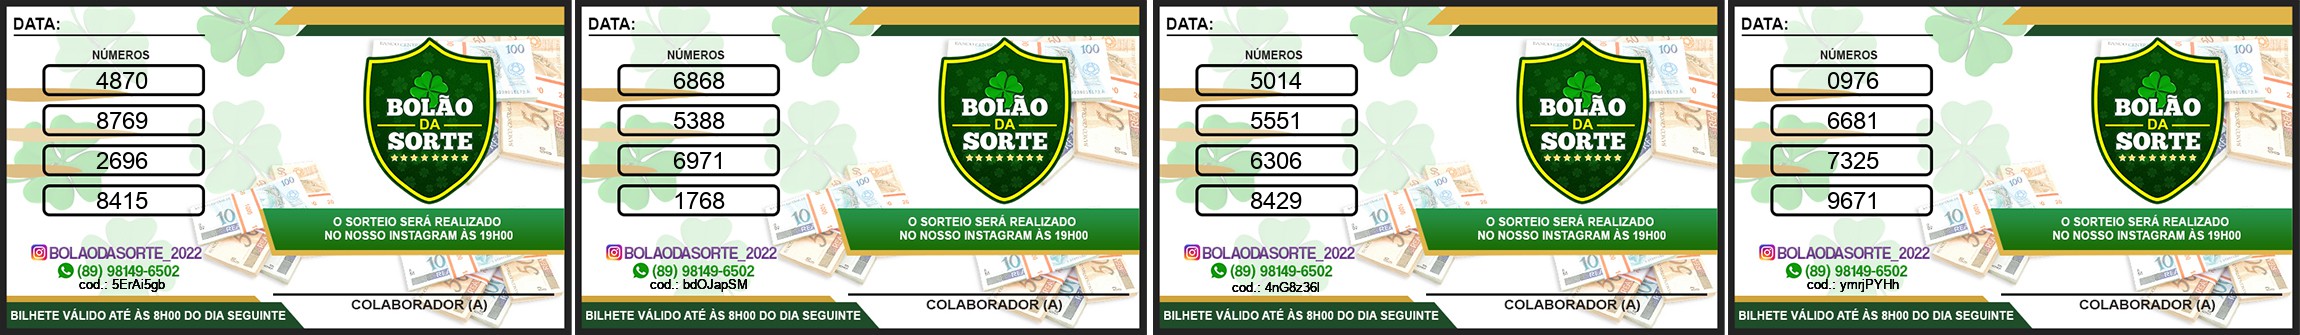 DATA:
NÚMEROS
4870
8769
2696
8415
BOLÃO
DA
SORTE
O SORTEIO SERÁ REALIZADO
NO NOSSO INSTAGRAM ÀS 19H00
BOLAODASORTE_2022
(89) 98149-6502
cod.: 5ErAi5gb
COLABORADOR (A)
BILHETE VÁLIDO ATÉ ÀS 8H00 DO DIA SEGUINTE
DATA:
NÚMEROS
6868
5388
6971
1768
BOLÃO
DA
SORTE
O SORTEIO SERÁ REALIZADO
NO NOSSO INSTAGRAM ÀS 19H00
BOLAODASORTE_2022
(89) 98149-6502
cod.: bdOJapSM
COLABORADOR (A)
BILHETE VÁLIDO ATÉ ÀS 8H00 DO DIA SEGUINTE
DATA:
NÚMEROS
5014
5551
6306
8429
BOLÃO
DA
SORTE
O SORTEIO SERÁ REALIZADO
NO NOSSO INSTAGRAM ÀS 19H00
BOLAODASORTE_2022
(89) 98149-6502
cod.: 4nG8z36l
COLABORADOR (A)
BILHETE VÁLIDO ATÉ ÀS 8H00 DO DIA SEGUINTE
DATA:
NÚMEROS
0976
6681
7325
9671
BOLÃO
DA
SORTE
O SORTEIO SERÁ REALIZADO
NO NOSSO INSTAGRAM ÀS 19H00
BOLAODASORTE_2022
(89) 98149-6502
cod.: ymrjPYHh
COLABORADOR (A)
BILHETE VÁLIDO ATÉ ÀS 8H00 DO DIA SEGUINTE